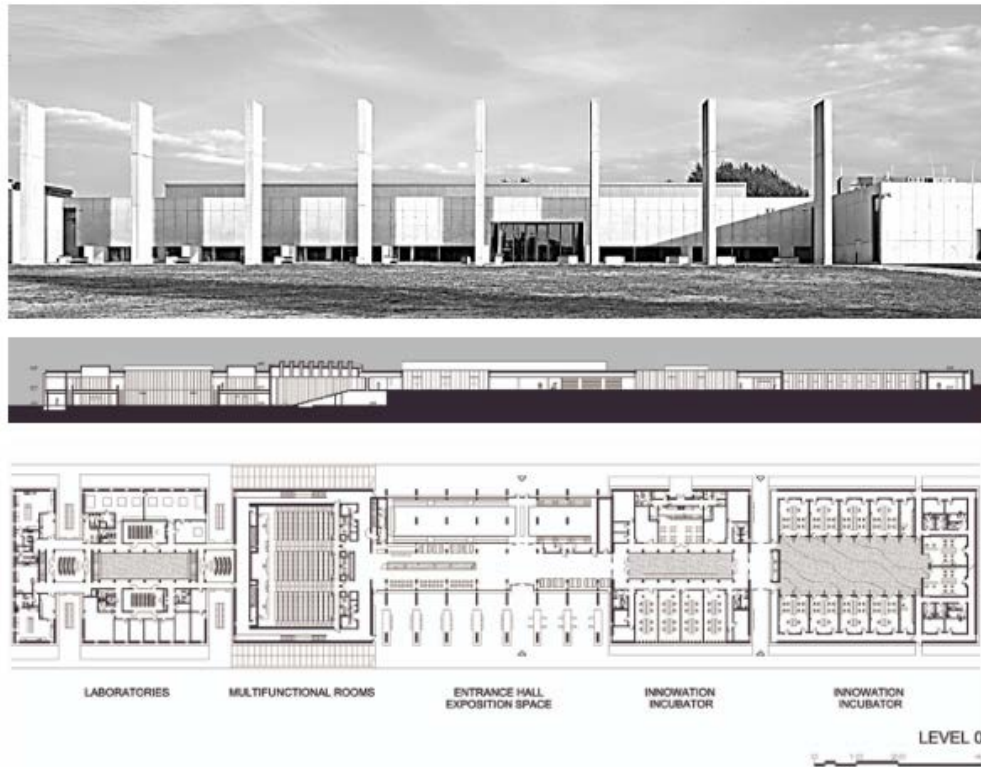 LABORATORIES
MULTIFUNCTIONAL ROOMS
ENTRANCE HALL
EXPOSITION SPACE
INNOWATION
INCUBATOR
INNOWATION
INCUBATOR
LEVEL 0